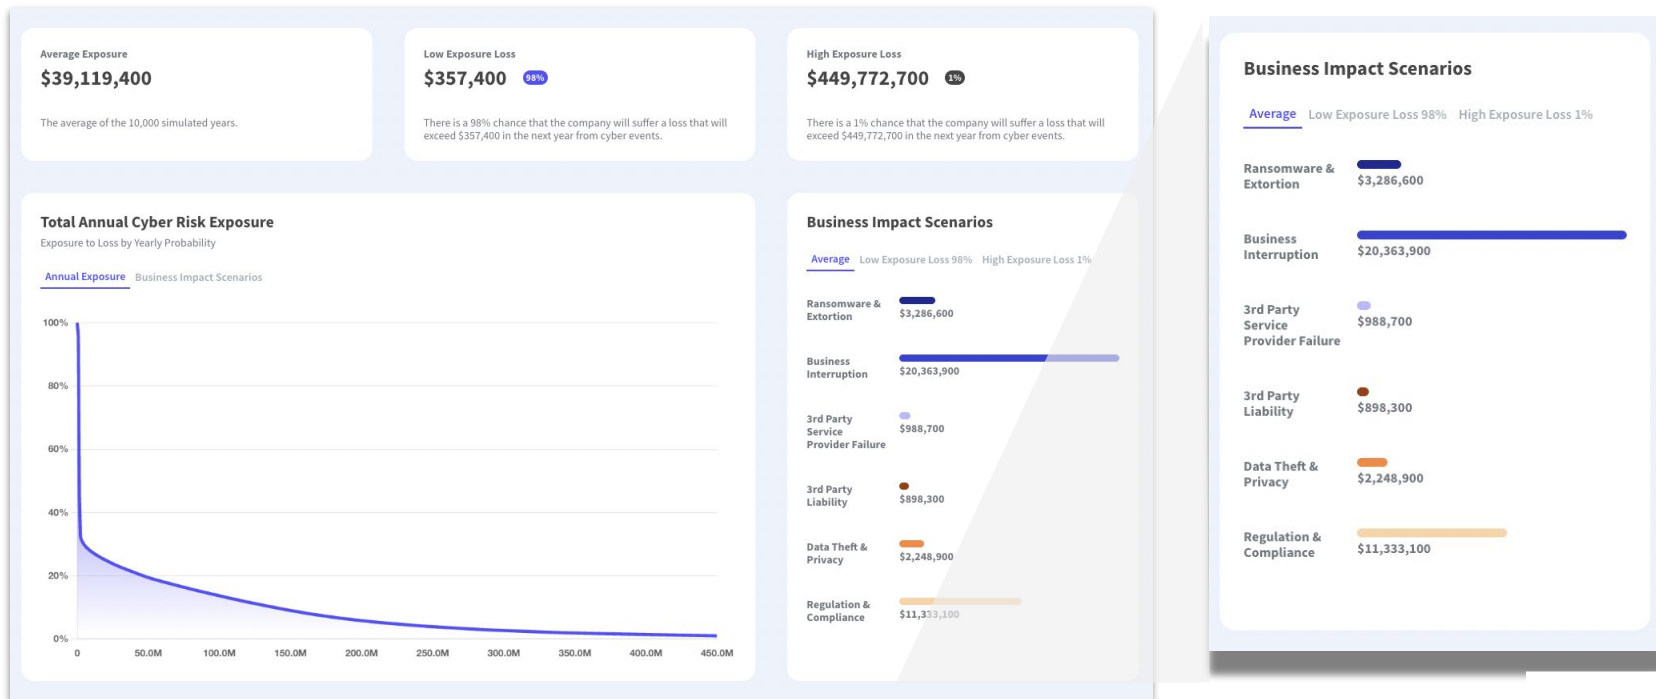 Average Exposure
$39,119,400
The average of the 10,000 simulated years.
Low Exposure Loss
$357,400 98%
There is a 98% chance that the company will suffer a loss that will
exceed $357,400 in the next year from cyber events.
High Exposure Loss
$449,772,700 1%
There is a 1% chance that the company will suffer a loss that will
exceed $449,772,700 in the next year from cyber events.
Total Annual Cyber Risk Exposure
Exposure to Loss by Yearly Probability
Annual Exposure Business Impact Scenarios
100%
80%
60%
40%
20%
0%
0 50.0M 100.0M 150.0M 200.0M 250.0M 300.0M 350.0M 400.0M 450.0M
Business Impact Scenarios
Average Low Exposure Loss 98% High Exposure Loss 1%
Ransomware &
Extortion
$3,286,600
Business
Interruption
$20,363,900
3rd Party
Service
Provider Failure
$988,700
3rd Party
Liability
$898,300
Data Theft &
Privacy
$2,248,900
Regulation &
Compliance
$11,333,100
Business Impact Scenarios
Average Low Exposure Loss 98% High Exposure Loss 1%
Ransomware &
Extortion
$3,286,600
Business
Interruption
$20,363,900
3rd Party
Service
Provider Failure
$988,700
3rd Party
Liability
$898,300
Data Theft &
Privacy
$2,248,900
Regulation &
Compliance
$11,333,100